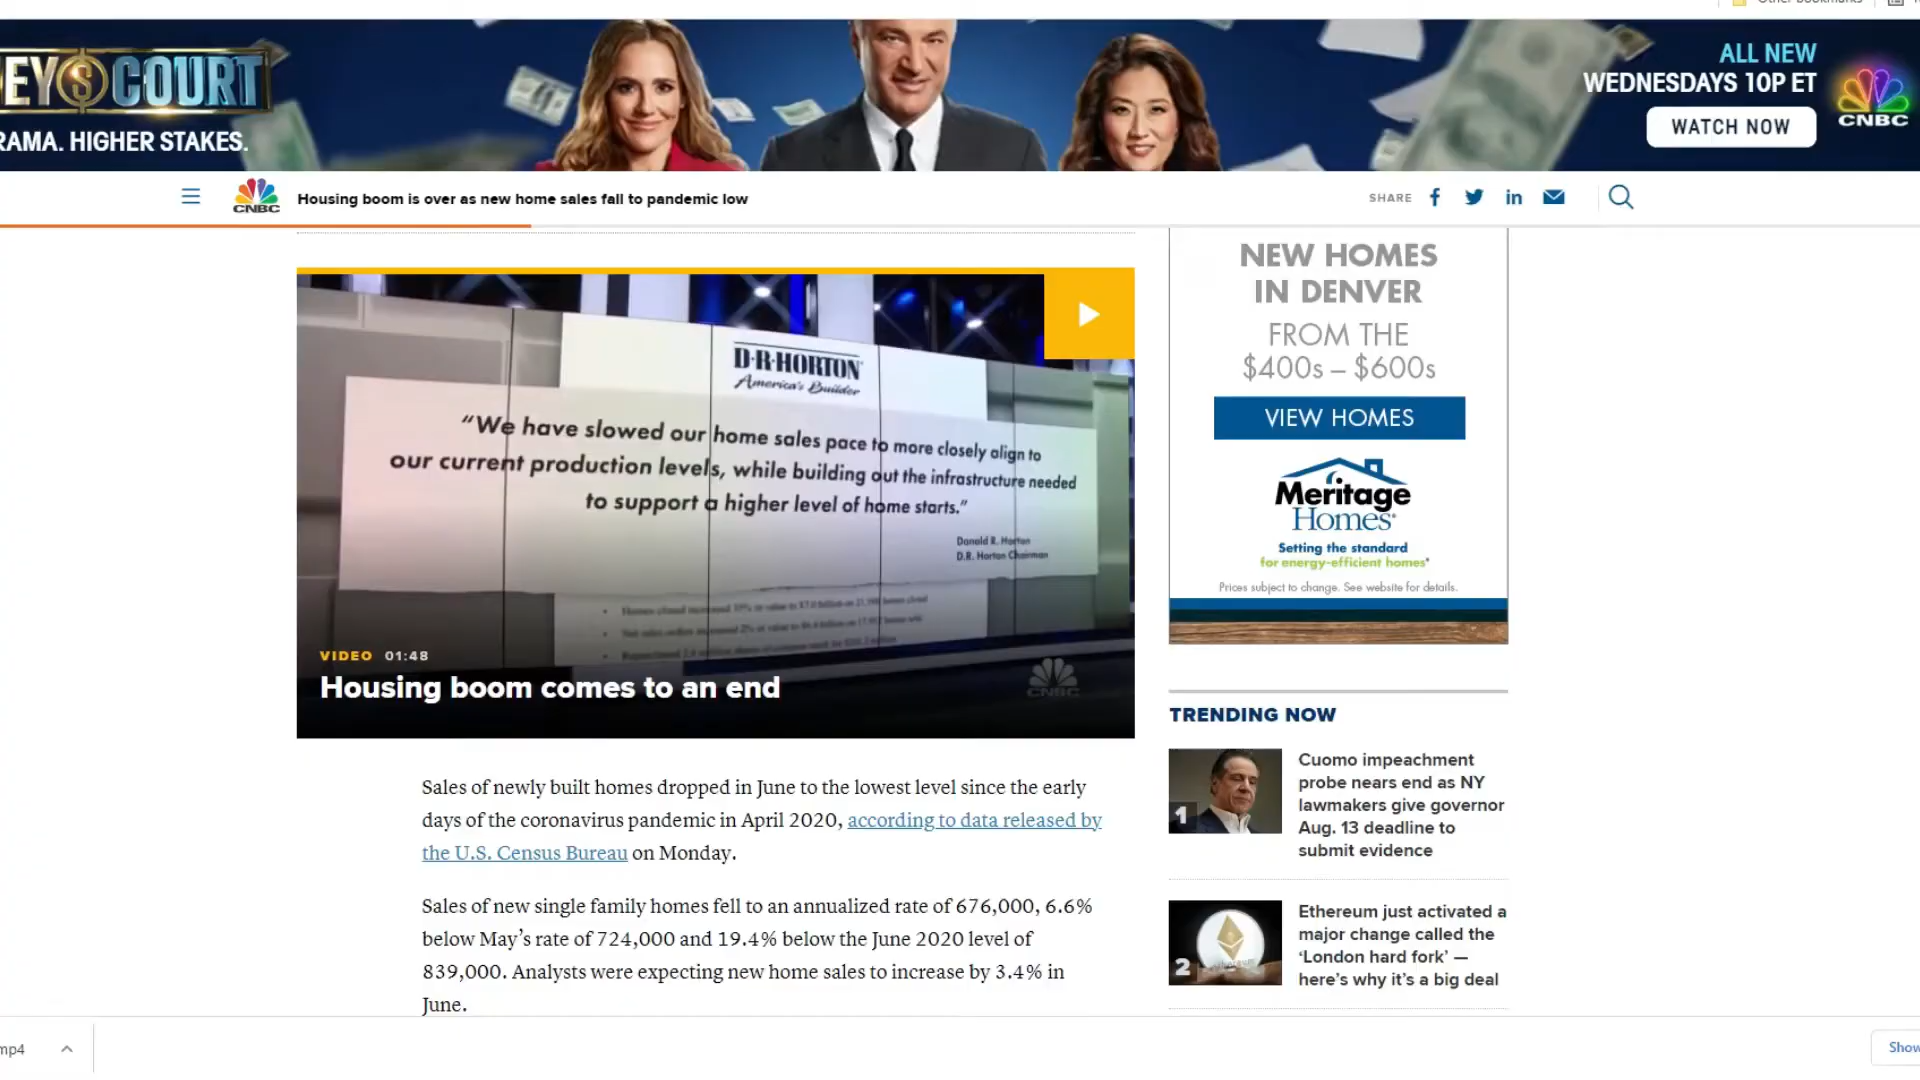 EY$COURT
RAMA. HIGHER STAKES.
ALL NEW
WEDNESDAYS 10P ET
WATCH NOW
CNBC
CNBC
Housing boom is over as new home sales fall to pandemic low
SHARE
D·R·HORTON
America's Builder
“We have slowed our home sales pace to more closely align to
our current production levels, while building out the infrastructure needed
to support a higher level of home starts.”
Donald R. Horton
D.R. Horton Chairman
VIDEO 01:48
Housing boom comes to an end
CNBC
Sales of newly built homes dropped in June to the lowest level since the early
days of the coronavirus pandemic in April 2020, according to data released by
the U.S. Census Bureau on Monday.
Sales of new single family homes fell to an annualized rate of 676,000, 6.6%
below May’s rate of 724,000 and 19.4% below the June 2020 level of
839,000. Analysts were expecting new home sales to increase by 3.4% in
June.
NEW HOMES
IN DENVER
FROM THE
$400s – $600s
VIEW HOMES
Meritage
Homes
Setting the standard
for energy-efficient homes®
Prices subject to change. See website for details.
TRENDING NOW
1
Cuomo impeachment
probe nears end as NY
lawmakers give governor
Aug. 13 deadline to
submit evidence
2
Ethereum just activated a
major change called the
‘London hard fork’ —
here’s why it’s a big deal
mp4
Show